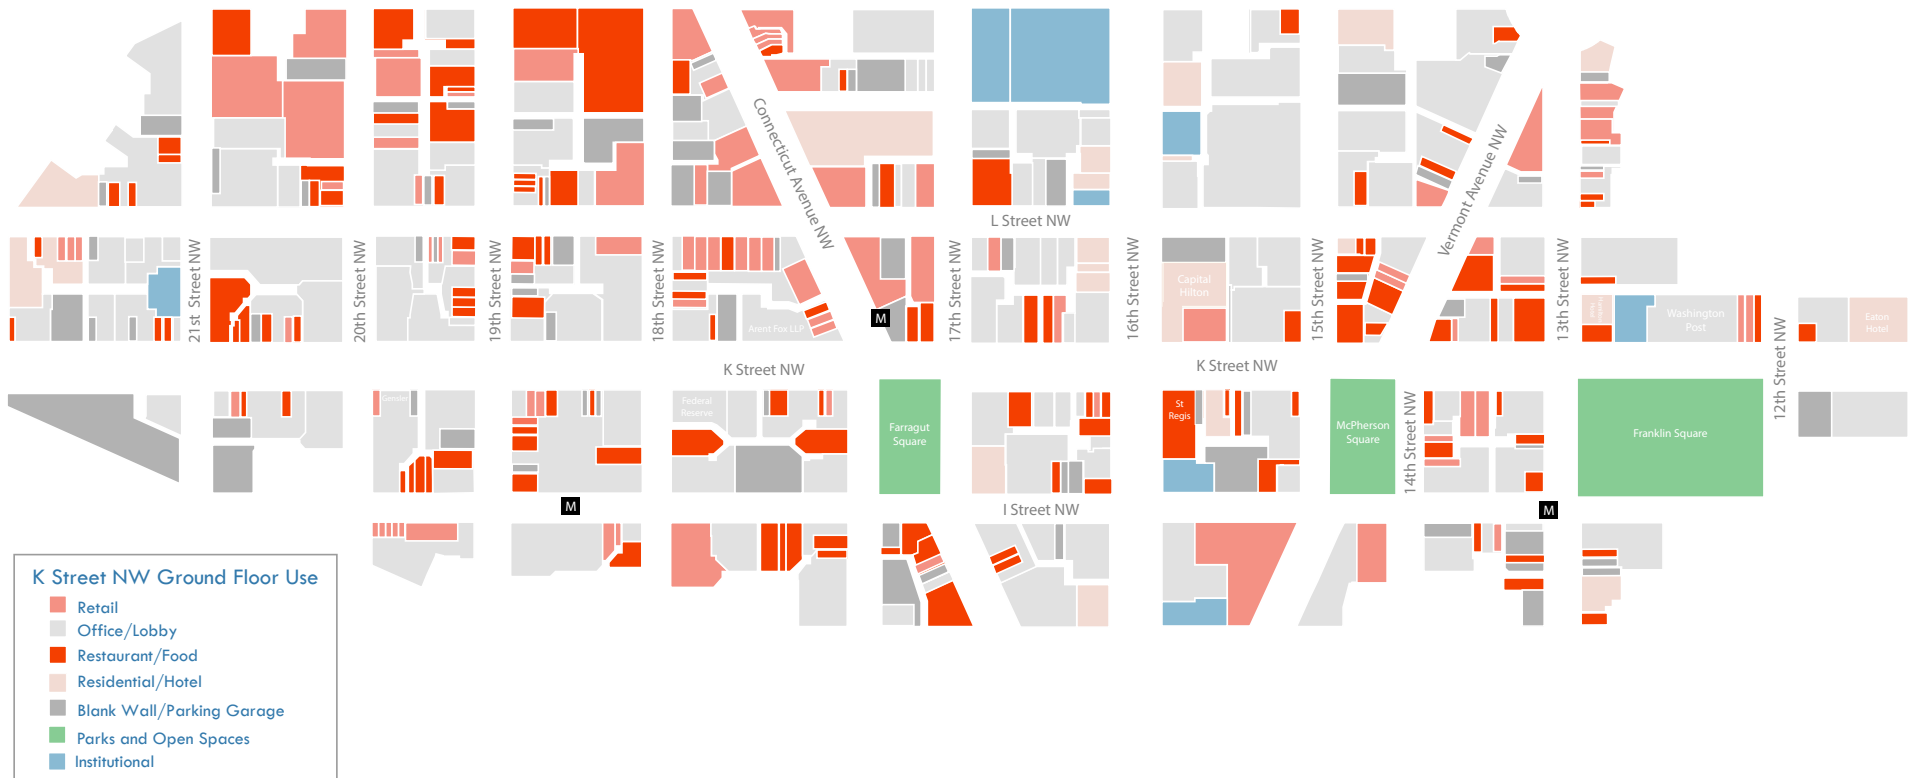 Connecticut Avenue NW
Vermont Avenue NW
L Street NW
21st Street NW
20th Street NW
19th Street NW
18th Street NW
17th Street NW
16th Street NW
15th Street NW
13th Street NW
12th Street NW
14th Street NW
Capital
Hilton
Arent Fox LLP
M
Washington
Post
Eaton
Hotel
K Street NW
K Street NW
Gensler
Federal
Reserve
Farragut
Square
St
Regis
McPherson
Square
Franklin Square
M
I Street NW
M
K Street NW Ground Floor Use
Retail
Office/Lobby
Restaurant/Food
Residential/Hotel
Blank Wall/Parking Garage
Parks and Open Spaces
Institutional